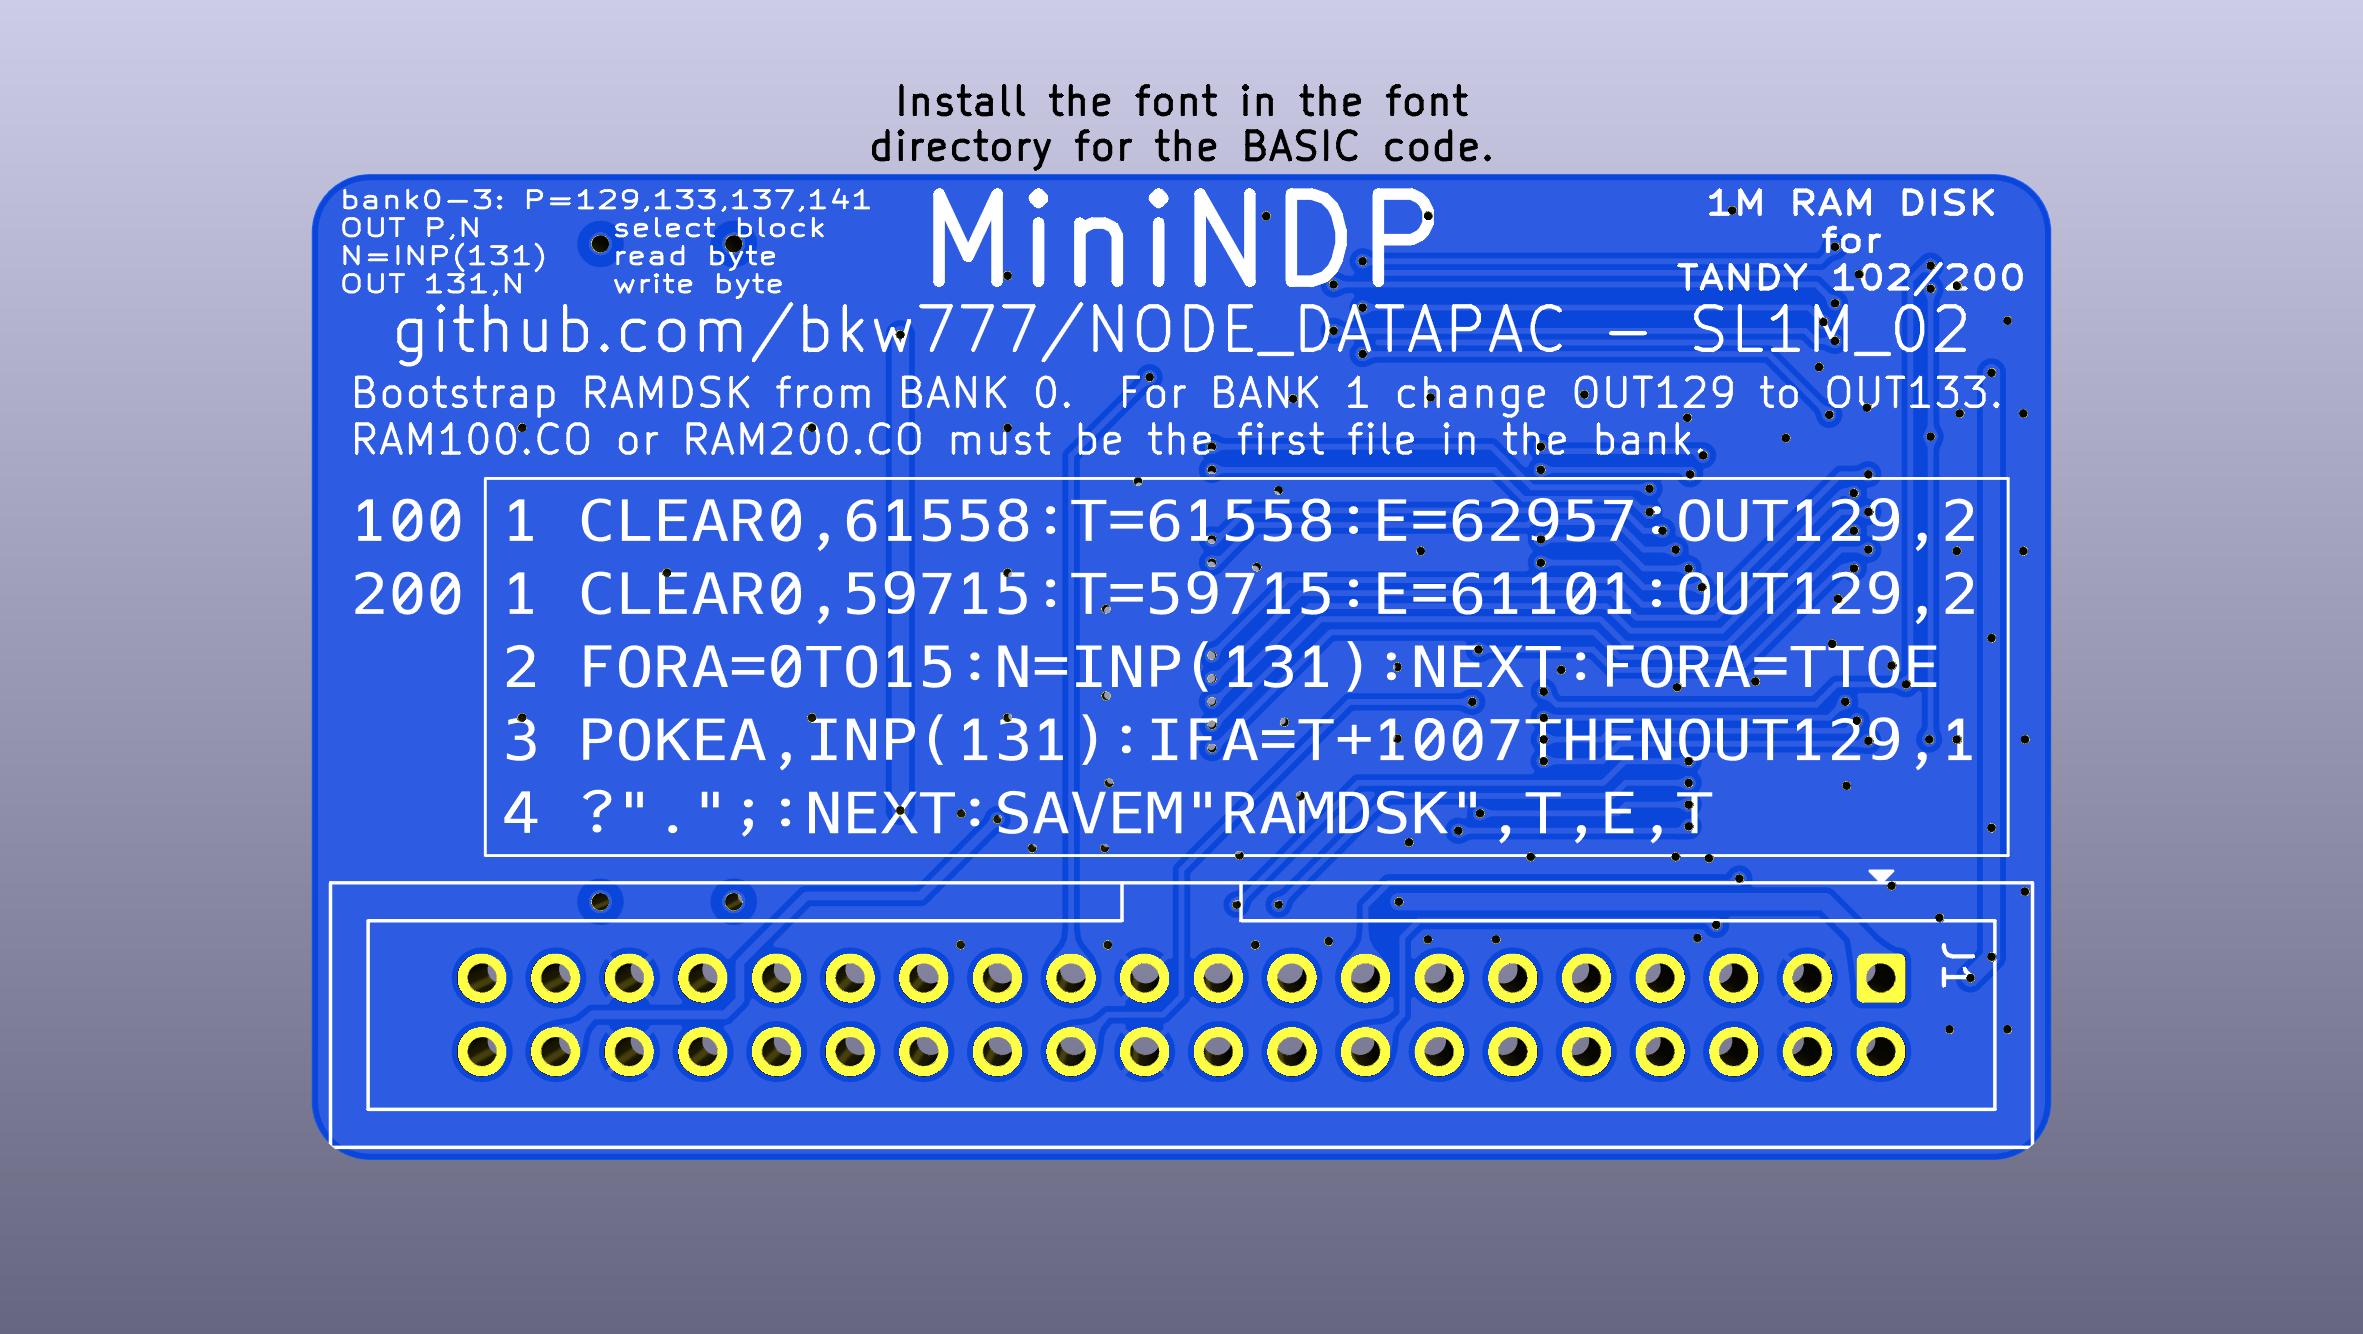 Install the font in the font
directory for the BASIC code.
bank0-3: P=129,133,137,141
OUT P,N select block
N=INP(131) read byte
OUT 131,N write byte
MiniNDP
1M RAM DISK
for
TANDY 102/200
github.com/bkw777/NODE_DATAPAC - SL1M_02
Bootstrap RAMDSK from BANK 0. For BANK 1 change OUT129 to OUT133.
RAM100.CO or RAM200.CO must be the first file in the bank.
100 1 CLEAR0,61558:T=61558:E=62957:OUT129,2
200 1 CLEAR0,59715:T=59715:E=61101:OUT129,2
2 FORA=0TO15:N=INP(131):NEXT:FORA=TTOE
3 POKEA,INP(131):IFA=T+1007THENOUT129,1
4 ?".";:NEXT:SAVEM"RAMDSK",T,E,T
J1